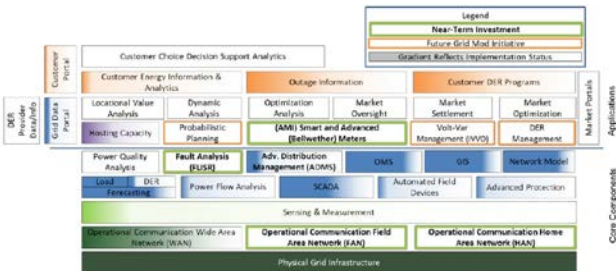 Legend
Near-Term Investment
Future Grid Mod Initiative
Gradient Reflects Implementation Status
Customer Portal
Customer Choice Decision Support Analytics
Customer Energy Information & Analytics
Outage Information
Customer DER Programs
DER Provider Data/Info
Grid Data Portal
Locational Value Analysis
Dynamic Analysis
Optimization Analysis
Market Oversight
Market Settlement
Market Optimization
Market Portals
Applications
Hosting Capacity
Probabilistic Planning
(AMI) Smart and Advanced (Bellwether) Meters
Volt-Var Management (IVVO)
DER Management
Power Quality Analysis
Fault Analysis (FLISR)
Adv. Distribution Management (ADMS)
OMS
GIS
Network Model
Load
DER
Forecasting
Power Flow Analysis
SCADA
Automated Field Devices
Advanced Protection
Core Components
Sensing & Measurement
Operational Communication Wide Area Network (WAN)
Operational Communication Field Area Network (FAN)
Operational Communication Home Area Network (HAN)
Physical Grid Infrastructure